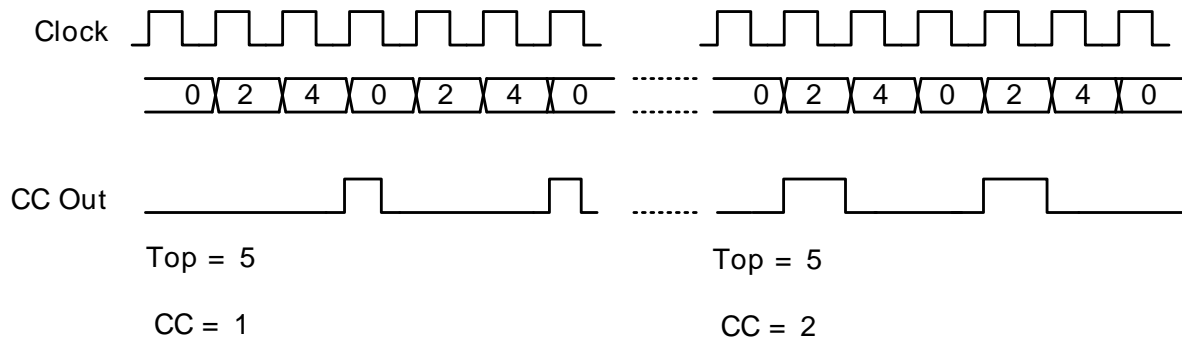 Clock
0 2 4 0 2 4 0 0 2 4 0 2 4 0
CC Out
Top = 5 Top = 5
CC = 1 CC = 2